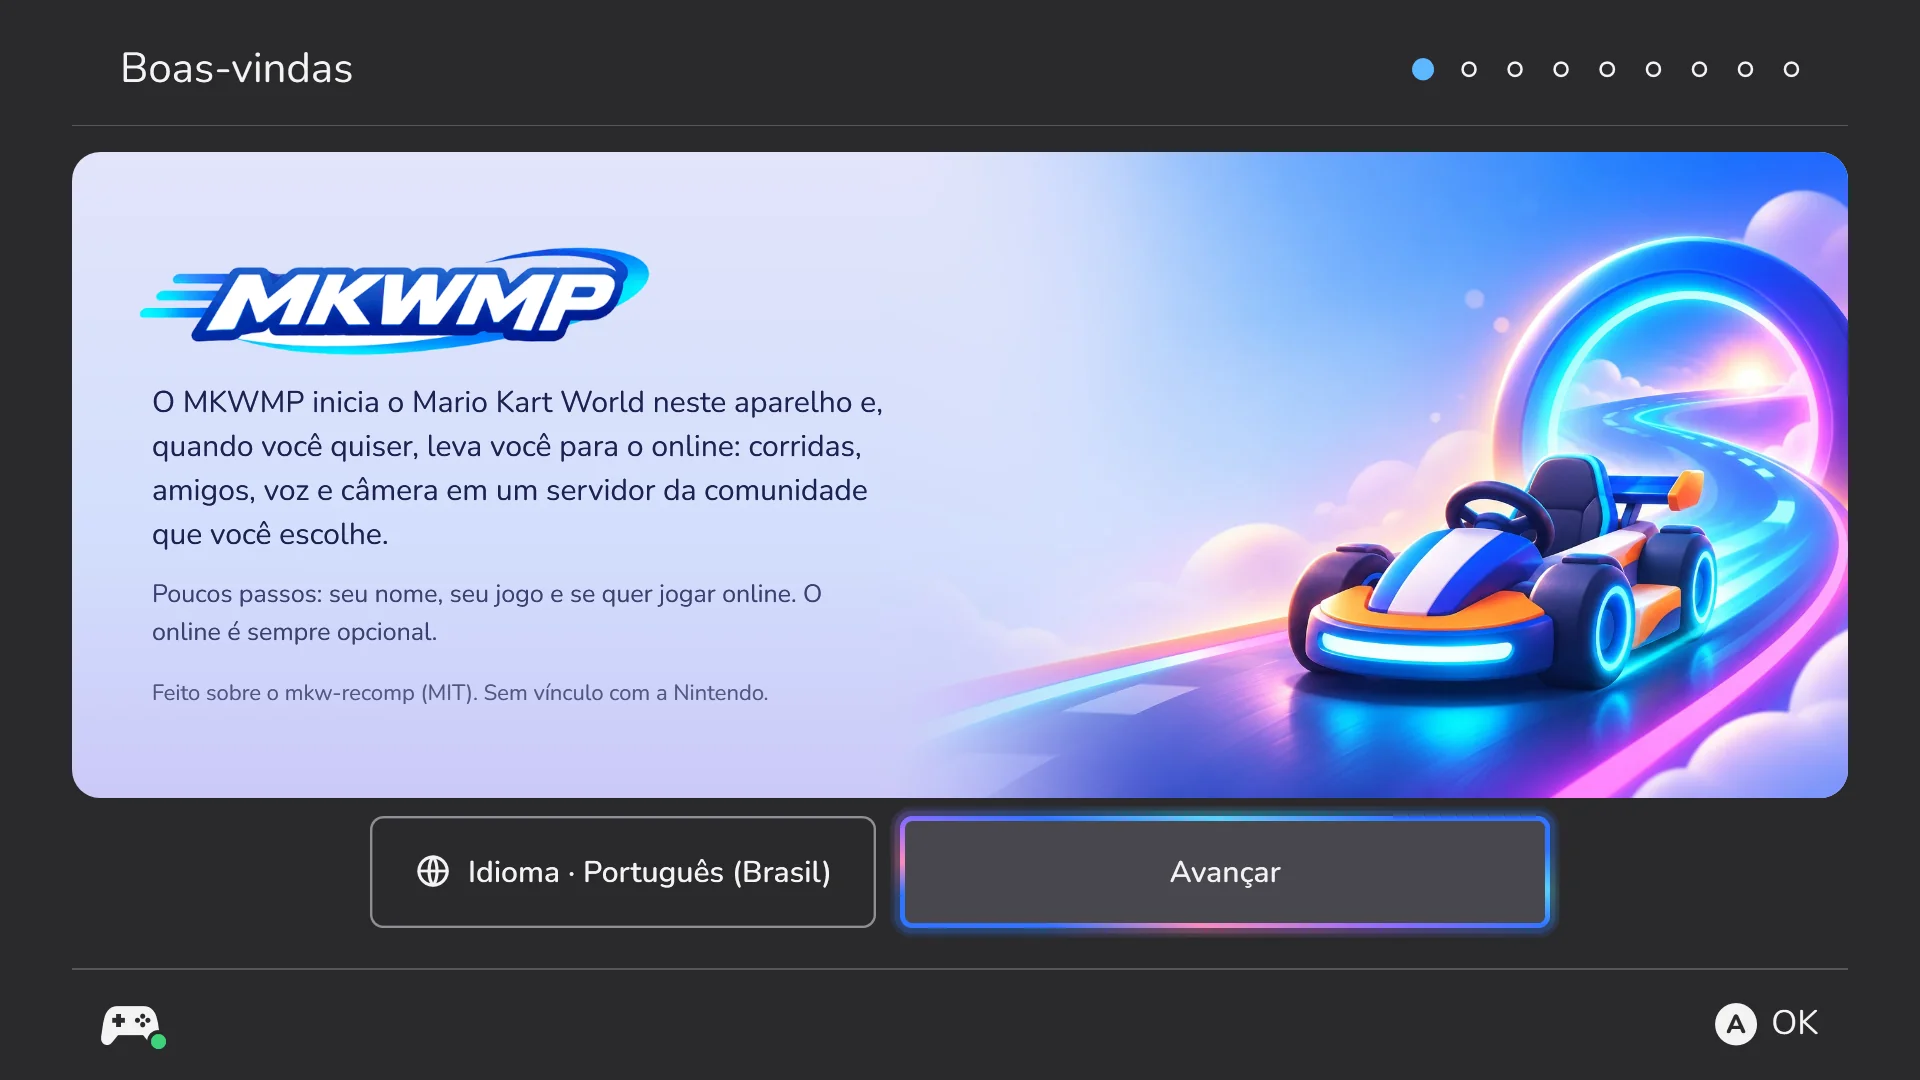 Boas-vindas
MKWMP
O MKWMP inicia o Mario Kart World neste aparelho e,
quando você quiser, leva você para o online: corridas,
amigos, voz e câmera em um servidor da comunidade
que você escolhe.
Poucos passos: seu nome, seu jogo e se quer jogar online. O
online é sempre opcional.
Feito sobre o mkw-recomp (MIT). Sem vínculo com a Nintendo.
Idioma · Português (Brasil)
Avançar
A OK